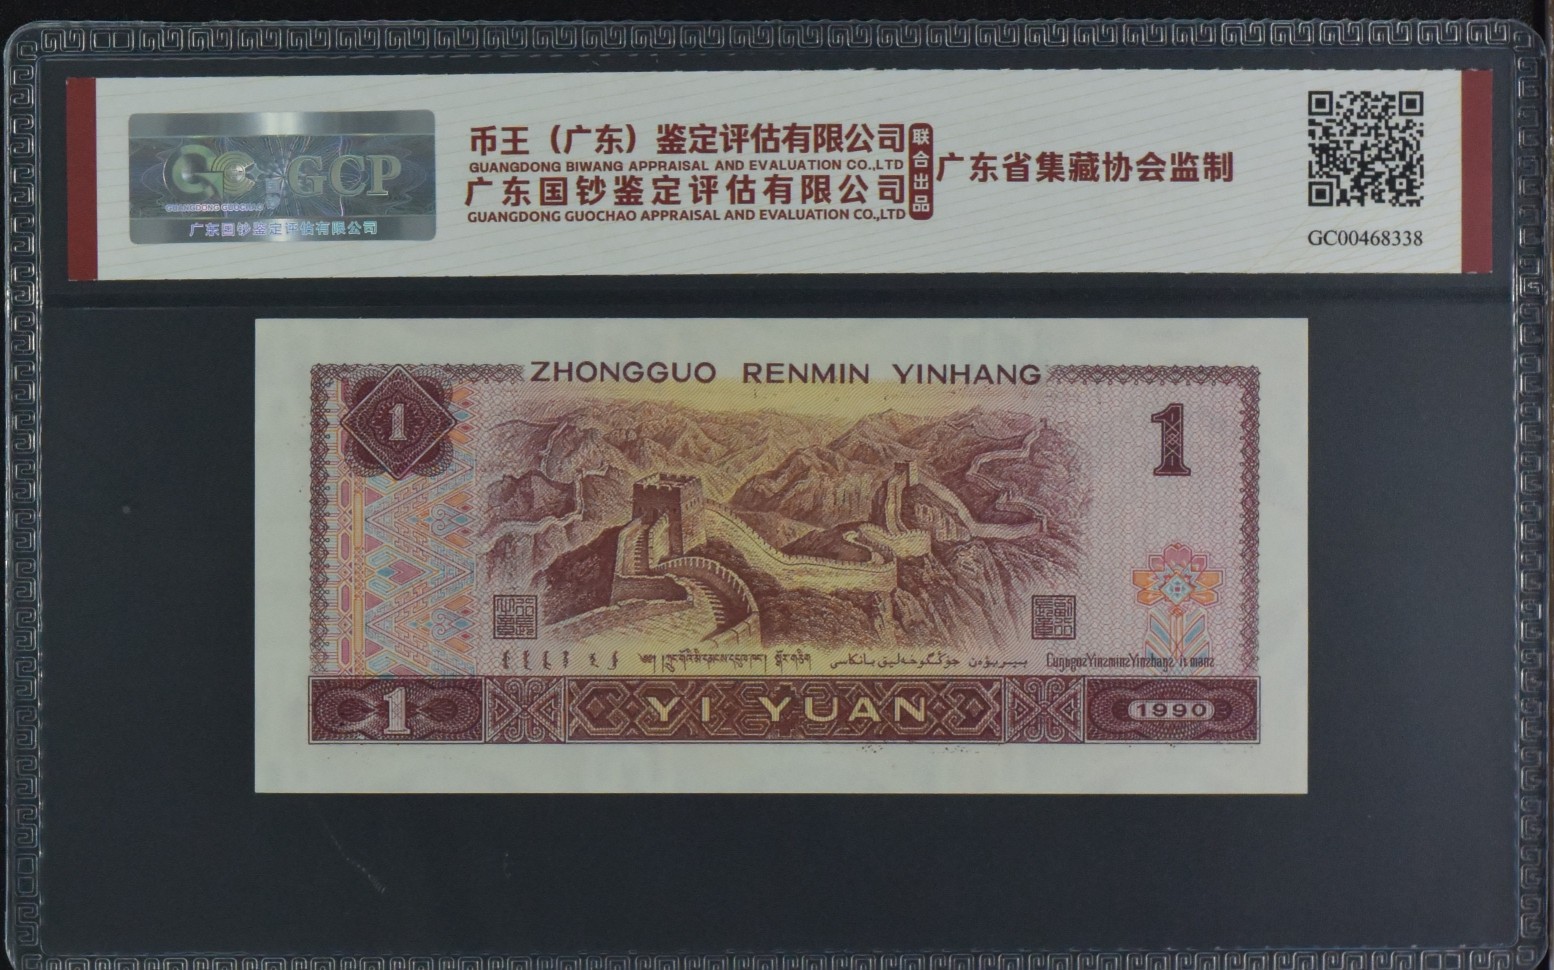 GCP
GUANGDONG GUOCHAO
广东国钞鉴定评估有限公司
币王（广东）鉴定评估有限公司
GUANGDONG BIWANG APPRAISAL AND EVALUATION CO.,LTD
广东国钞鉴定评估有限公司
GUANGDONG GUOCHAO APPRAISAL AND EVALUATION CO.,LTD
联合出品
广东省集藏协会监制
GC00468338
ZHONGGUO RENMIN YINHANG
1
1
1
YI YUAN
1990